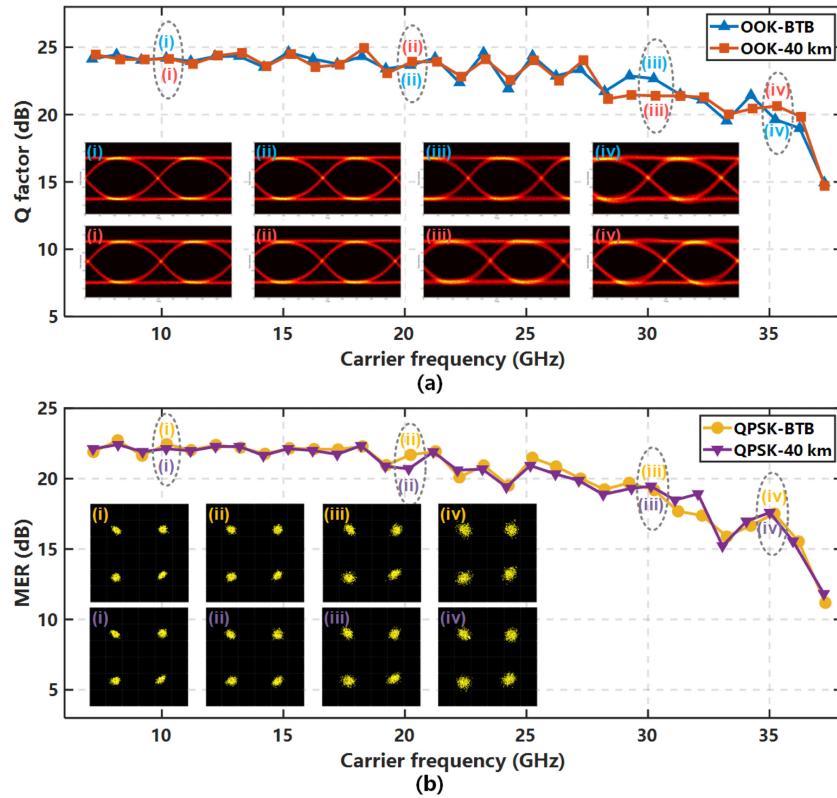 25
20
15
10
5
Q factor (dB)
OOK-BTB
OOK-40 km
(i)
(i)
(ii)
(ii)
(iii)
(iii)
(iv)
(iv)
(i)
(ii)
(iii)
(iv)
(i)
(ii)
(iii)
(iv)
10
15
20
25
30
35
Carrier frequency (GHz)
(a)
25
20
15
10
5
MER (dB)
QPSK-BTB
QPSK-40 km
(i)
(i)
(ii)
(ii)
(iii)
(iii)
(iv)
(iv)
(i)
(ii)
(iii)
(iv)
(i)
(ii)
(iii)
(iv)
10
15
20
25
30
35
Carrier frequency (GHz)
(b)